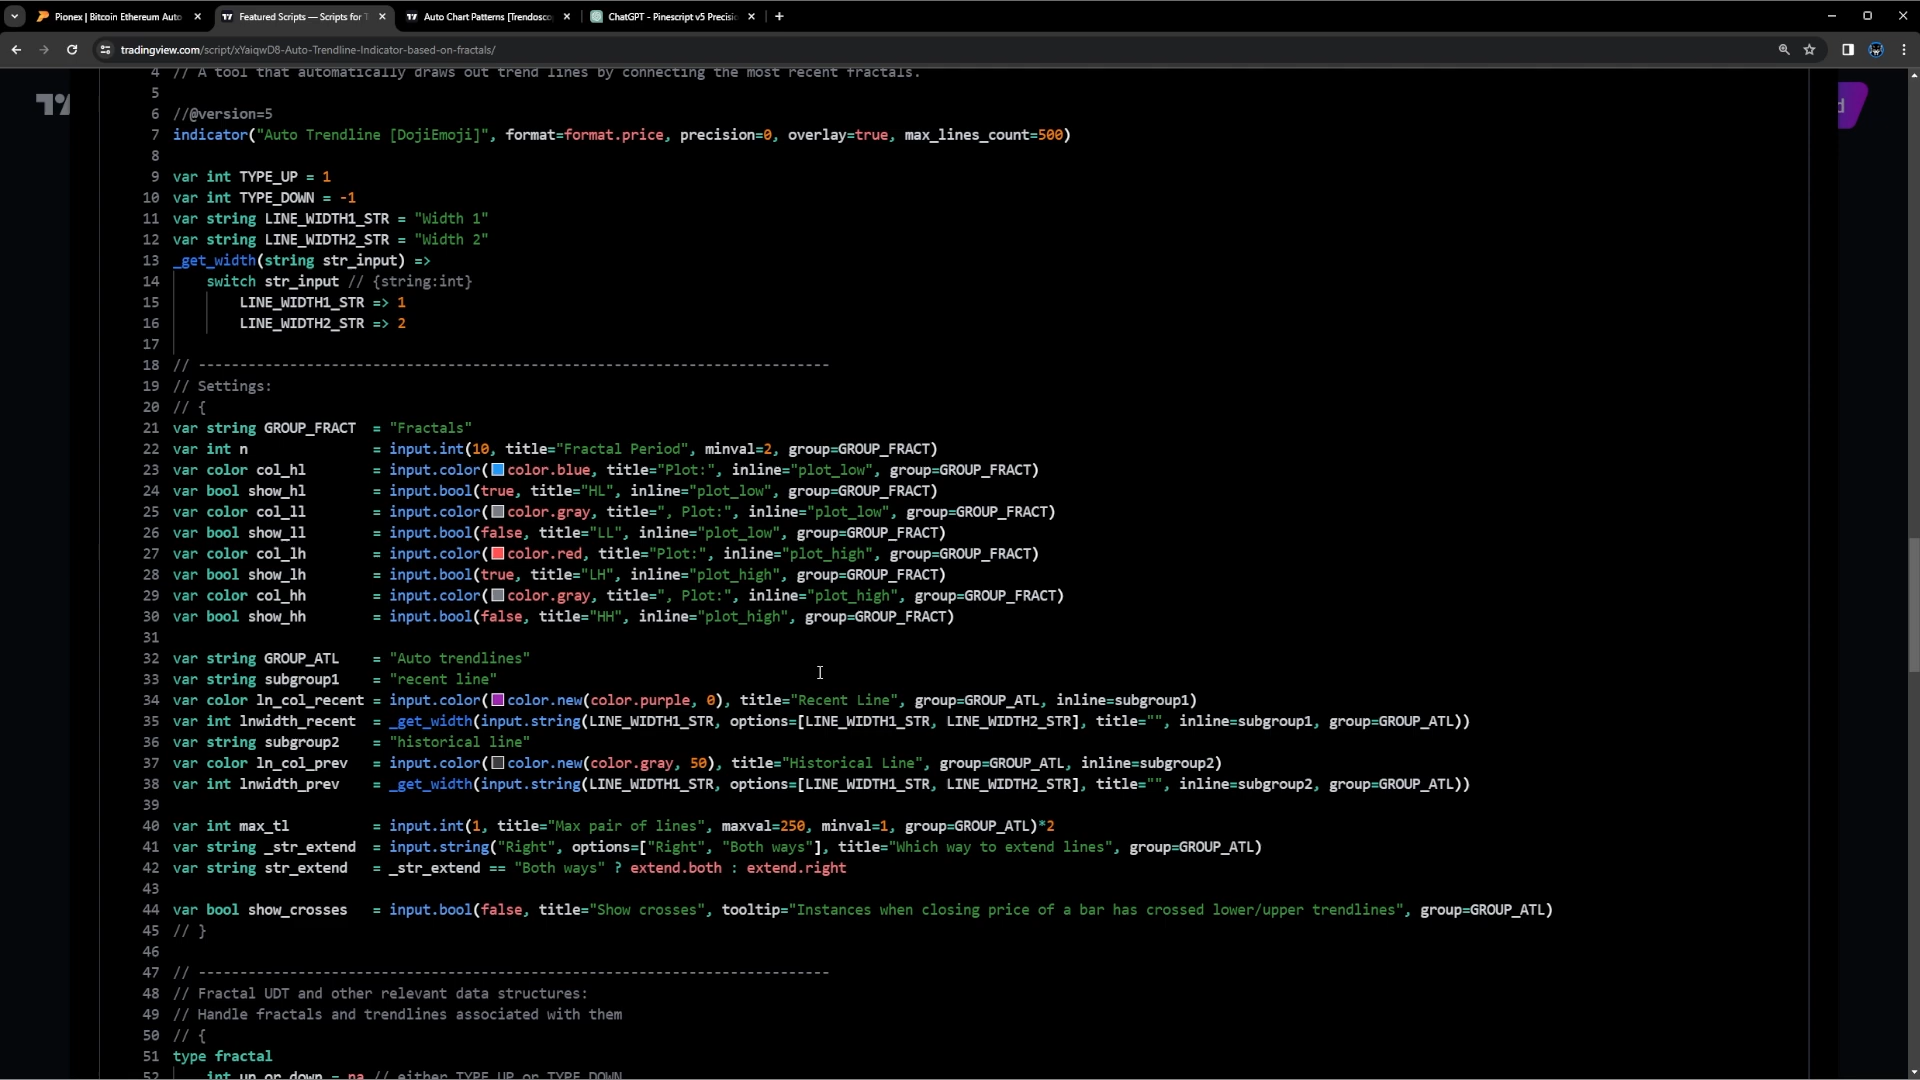 Pionex | Bitcoin Ethereum Auto
Featured Scripts — Scripts for T
Auto Chart Patterns [Trendosco
ChatGPT - Pinescript v5 Precisi
tradingview.com/script/xYaiqwD8-Auto-Trendline-Indicator-based-on-fractals/
4 // A tool that automatically draws out trend lines by connecting the most recent fractals.
5
6 //@version=5
7 indicator("Auto Trendline [DojiEmoji]", format=format.price, precision=0, overlay=true, max_lines_count=500)
8
9 var int TYPE_UP = 1
10 var int TYPE_DOWN = -1
11 var string LINE_WIDTH1_STR = "Width 1"
12 var string LINE_WIDTH2_STR = "Width 2"
13 _get_width(string str_input) =>
14 switch str_input // {string:int}
15 LINE_WIDTH1_STR => 1
16 LINE_WIDTH2_STR => 2
17
18 // ---------------------------------------------------------------------------
19 // Settings:
20 // {
21 var string GROUP_FRACT = "Fractals"
22 var int n = input.int(10, title="Fractal Period", minval=2, group=GROUP_FRACT)
23 var color col_hl = input.color(color.blue, title="Plot:", inline="plot_low", group=GROUP_FRACT)
24 var bool show_hl = input.bool(true, title="HL", inline="plot_low", group=GROUP_FRACT)
25 var color col_ll = input.color(color.gray, title=", Plot:", inline="plot_low", group=GROUP_FRACT)
26 var bool show_ll = input.bool(false, title="LL", inline="plot_low", group=GROUP_FRACT)
27 var color col_lh = input.color(color.red, title="Plot:", inline="plot_high", group=GROUP_FRACT)
28 var bool show_lh = input.bool(true, title="LH", inline="plot_high", group=GROUP_FRACT)
29 var color col_hh = input.color(color.gray, title=", Plot:", inline="plot_high", group=GROUP_FRACT)
30 var bool show_hh = input.bool(false, title="HH", inline="plot_high", group=GROUP_FRACT)
31
32 var string GROUP_ATL = "Auto trendlines"
33 var string subgroup1 = "recent line"
34 var color ln_col_recent = input.color(color.new(color.purple, 0), title="Recent Line", group=GROUP_ATL, inline=subgroup1)
35 var int lnwidth_recent = _get_width(input.string(LINE_WIDTH1_STR, options=[LINE_WIDTH1_STR, LINE_WIDTH2_STR], title="", inline=subgroup1, group=GROUP_ATL))
36 var string subgroup2 = "historical line"
37 var color ln_col_prev = input.color(color.new(color.gray, 50), title="Historical Line", group=GROUP_ATL, inline=subgroup2)
38 var int lnwidth_prev = _get_width(input.string(LINE_WIDTH1_STR, options=[LINE_WIDTH1_STR, LINE_WIDTH2_STR], title="", inline=subgroup2, group=GROUP_ATL))
39
40 var int max_tl = input.int(1, title="Max pair of lines", maxval=250, minval=1, group=GROUP_ATL)*2
41 var string _str_extend = input.string("Right", options=["Right", "Both ways"], title="Which way to extend lines", group=GROUP_ATL)
42 var string str_extend = _str_extend == "Both ways" ? extend.both : extend.right
43
44 var bool show_crosses = input.bool(false, title="Show crosses", tooltip="Instances when closing price of a bar has crossed lower/upper trendlines", group=GROUP_ATL)
45 // }
46
47 // ---------------------------------------------------------------------------
48 // Fractal UDT and other relevant data structures:
49 // Handle fractals and trendlines associated with them
50 // {
51 type fractal
52 int up_or_down = na // either TYPE_UP or TYPE_DOWN